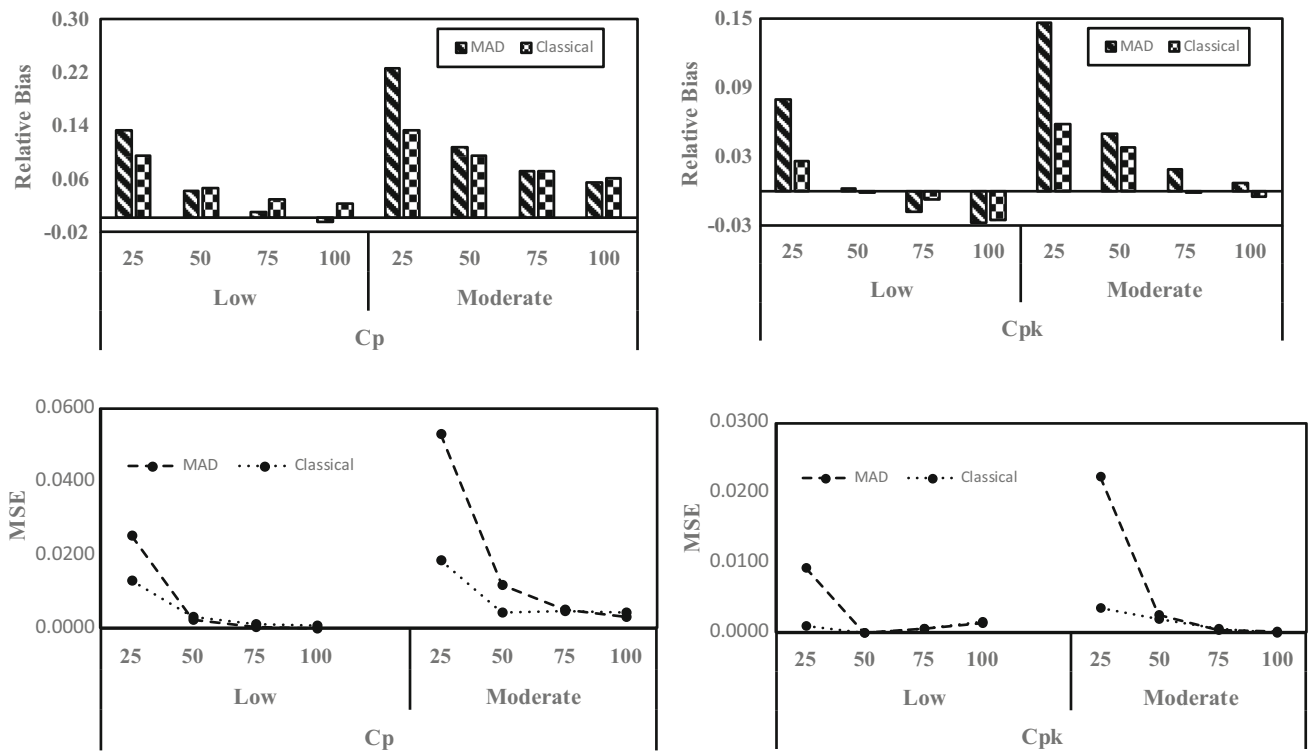 0.30
0.22
0.14
0.06
-0.02
Relative Bias
MAD Classical
25 50 75 100 25 50 75 100
Low Moderate
Cp
0.15
0.09
0.03
-0.03
Relative Bias
MAD Classical
25 50 75 100 25 50 75 100
Low Moderate
Cpk
0.0600
0.0400
0.0200
0.0000
MSE
MAD Classical
25 50 75 100 25 50 75 100
Low Moderate
Cp
0.0300
0.0200
0.0100
0.0000
MSE
MAD Classical
25 50 75 100 25 50 75 100
Low Moderate
Cpk